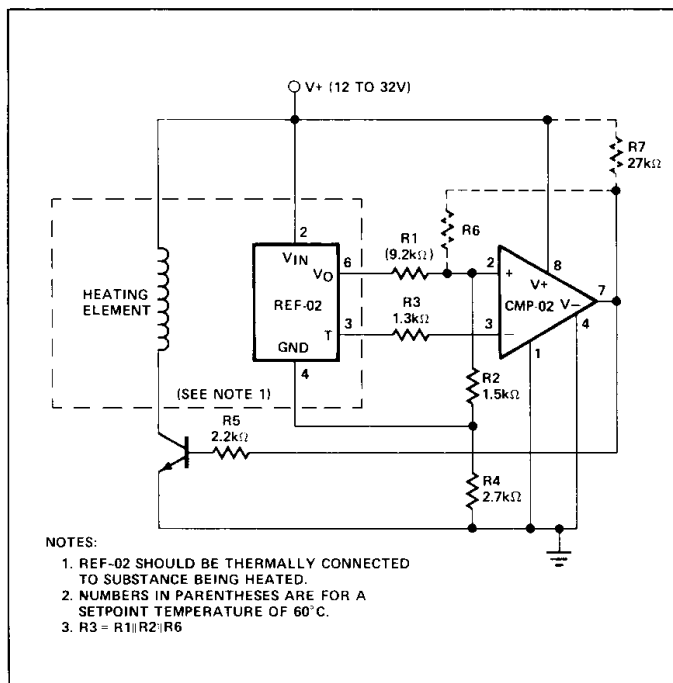 V+ (12 TO 32V)
R7
27kΩ
R6
R1
(9.2kΩ)
2
VIN
VO
6
2
+
8
V+
7
HEATING
ELEMENT
REF-02
R3
1.3kΩ
CMP-02
V−
4
T
3
3
−
GND
1
4
R2
1.5kΩ
(SEE NOTE 1)
R5
2.2kΩ
R4
2.7kΩ
NOTES:
1. REF-02 SHOULD BE THERMALLY CONNECTED
TO SUBSTANCE BEING HEATED.
2. NUMBERS IN PARENTHESES ARE FOR A
SETPOINT TEMPERATURE OF 60°C.
3. R3 = R1||R2||R6